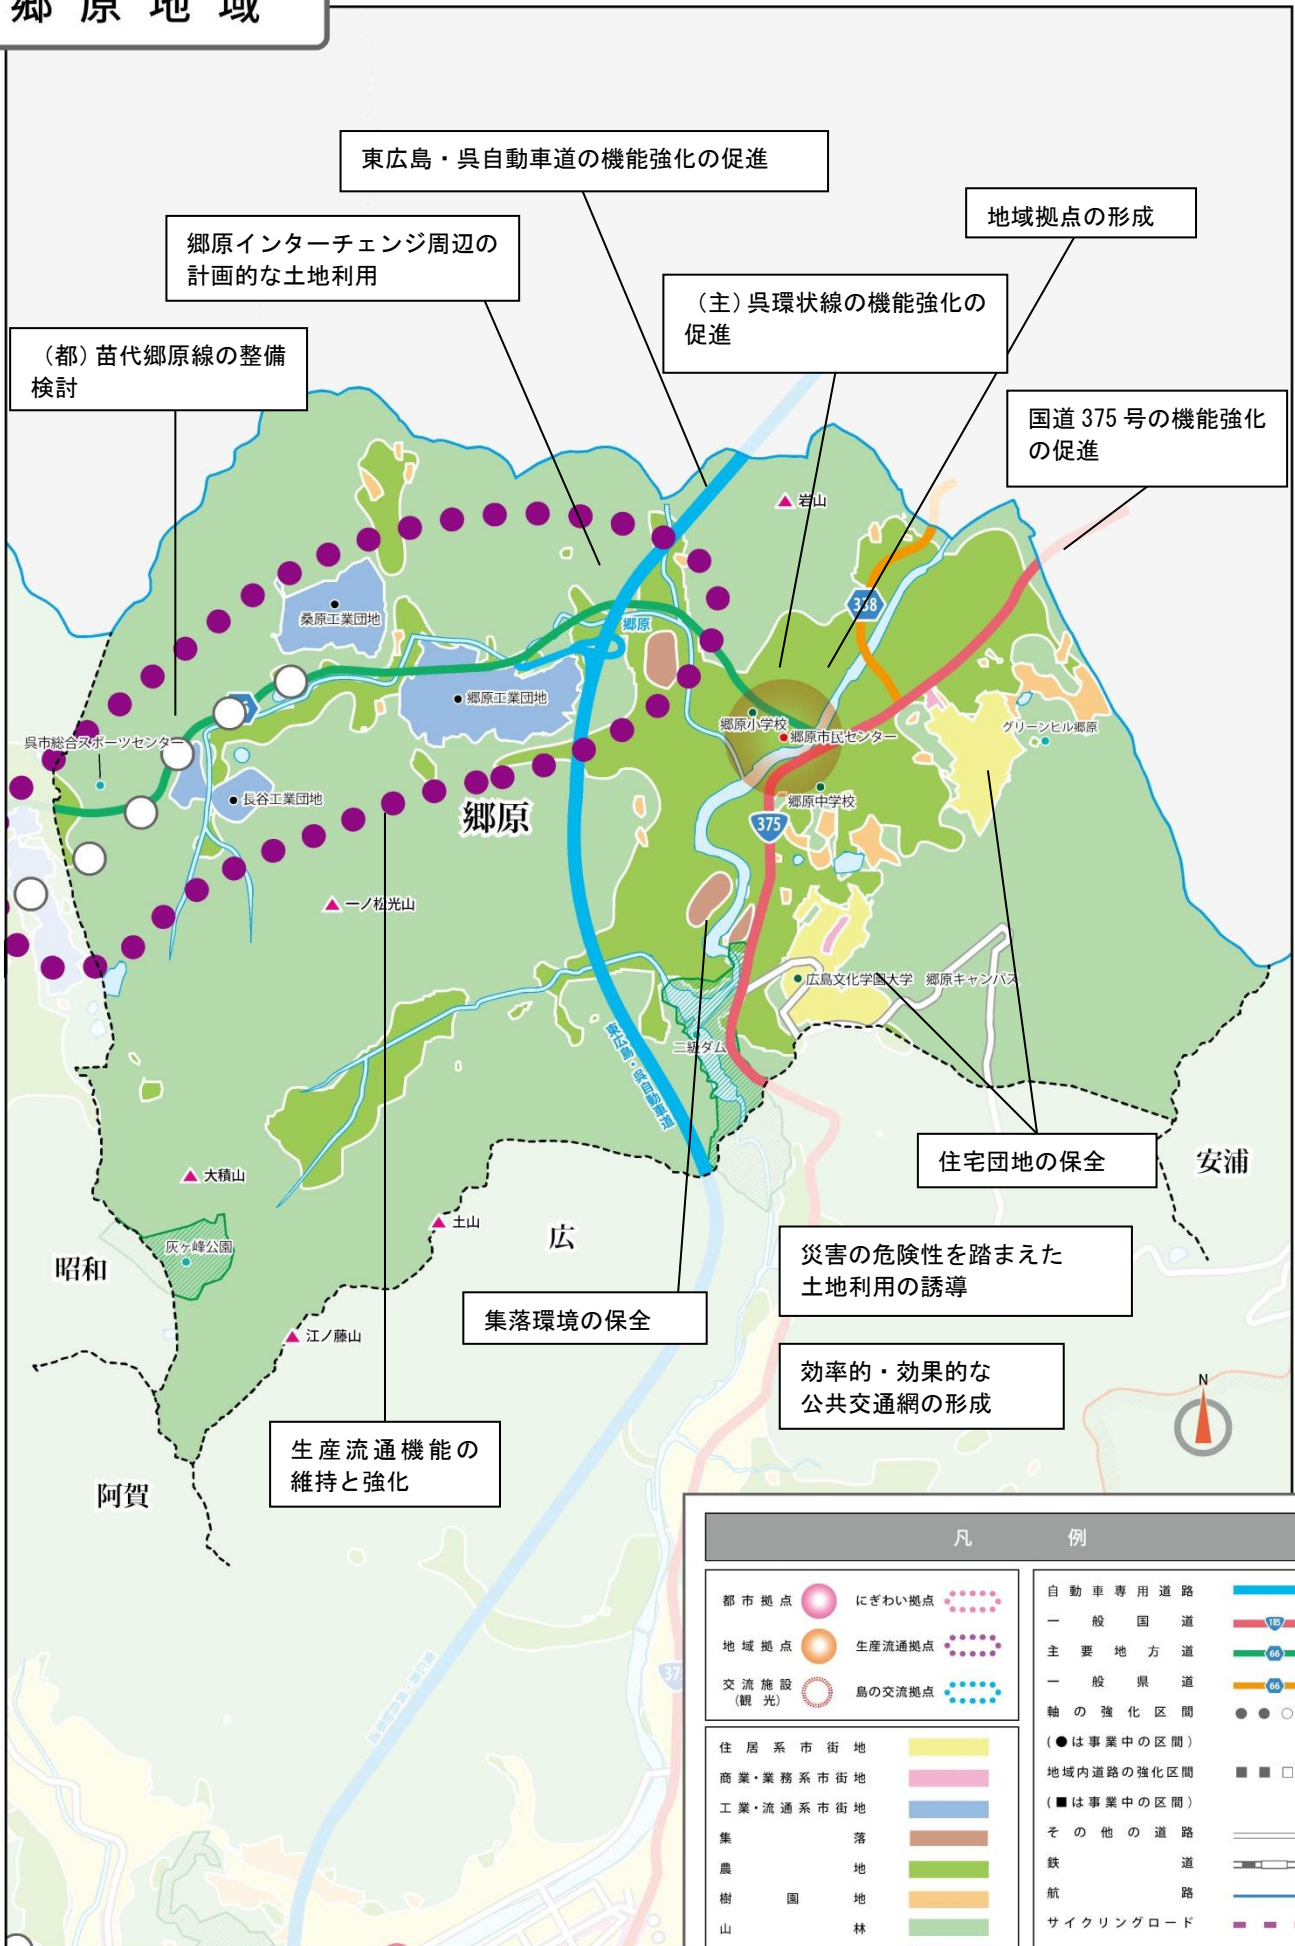 郷原地域
東広島・呉自動車道の機能強化の促進
地域拠点の形成
郷原インターチェンジ周辺の
計画的な土地利用
（主）呉環状線の機能強化の
促進
（都）苗代郷原線の整備
検討
国道375号の機能強化
の促進
岩山
桑原工業団地
338
郷原
郷原工業団地
郷原小学校
郷原市民センター
グリーンヒル郷原
呉市総合スポーツセンター
長谷工業団地
郷原
郷原中学校
375
一ノ松光山
広島文化学園大学 郷原キャンパス
二級ダム
東広島・呉自動車道
住宅団地の保全
安浦
大積山
土山
広
灰ヶ峰公園
昭和
災害の危険性を踏まえた
土地利用の誘導
集落環境の保全
江ノ藤山
効率的・効果的な
公共交通網の形成
N
生産流通機能の
維持と強化
阿賀
凡例
都市拠点
にぎわい拠点
地域拠点
生産流通拠点
交流施設
（観光）
島の交流拠点
住居系市街地
商業・業務系市街地
工業・流通系市街地
集落
農地
樹園地
山林
自動車専用道路
一般国道
185
主要地方道
66
一般県道
66
軸の強化区間
(●は事業中の区間)
地域内道路の強化区間
(■は事業中の区間)
その他の道路
鉄道
航路
サイクリングロード